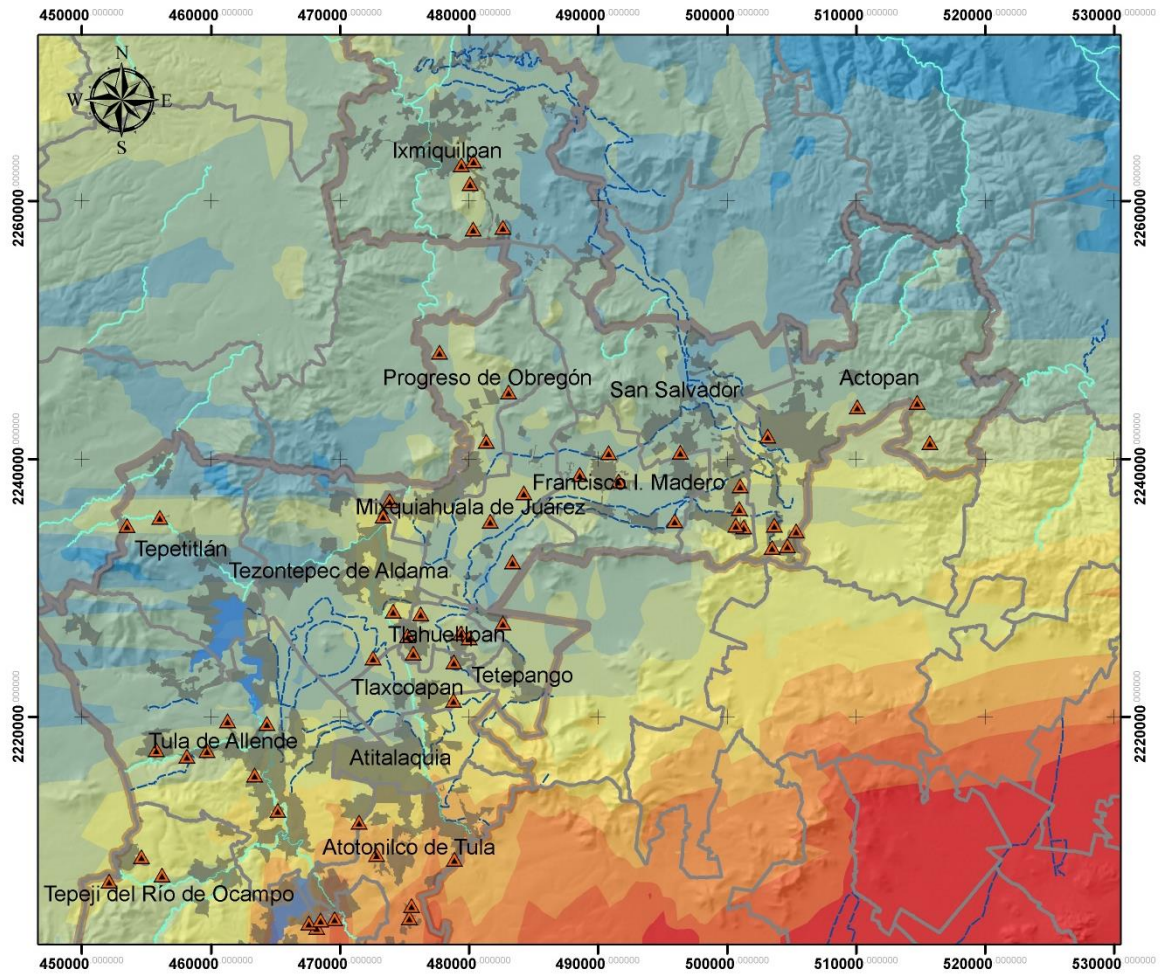 450000 000000 460000 000000 470000 000000 480000 000000 490000 000000 500000 000000 510000 000000 520000 000000 530000 000000
N
W E
S
Ixmiquilpan
2260000 000000 2260000 000000
Progreso de Obregón
San Salvador
Actopan
2240000 000000 2240000 000000
Francisco I. Madero
Mixquiahuala de Juárez
Tepetitlán
Tezontepec de Aldama
Tlahuelilpan
Tlaxcoapan
Tetepango
2220000 000000 2220000 000000
Tula de Allende
Atitalaquia
Atotonilco de Tula
Tepeji del Río de Ocampo
450000 000000 460000 000000 470000 000000 480000 000000 490000 000000 500000 000000 510000 000000 520000 000000 530000 000000